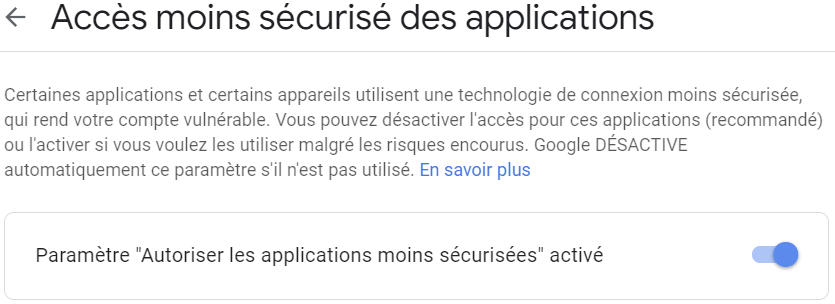 Accès moins sécurisé des applications
Certaines applications et certains appareils utilisent une technologie de connexion moins sécurisée,
qui rend votre compte vulnérable. Vous pouvez désactiver l'accès pour ces applications (recommandé)
ou l'activer si vous voulez les utiliser malgré les risques encourus. Google DÉSACTIVE
automatiquement ce paramètre s'il n'est pas utilisé. En savoir plus
Paramètre "Autoriser les applications moins sécurisées" activé